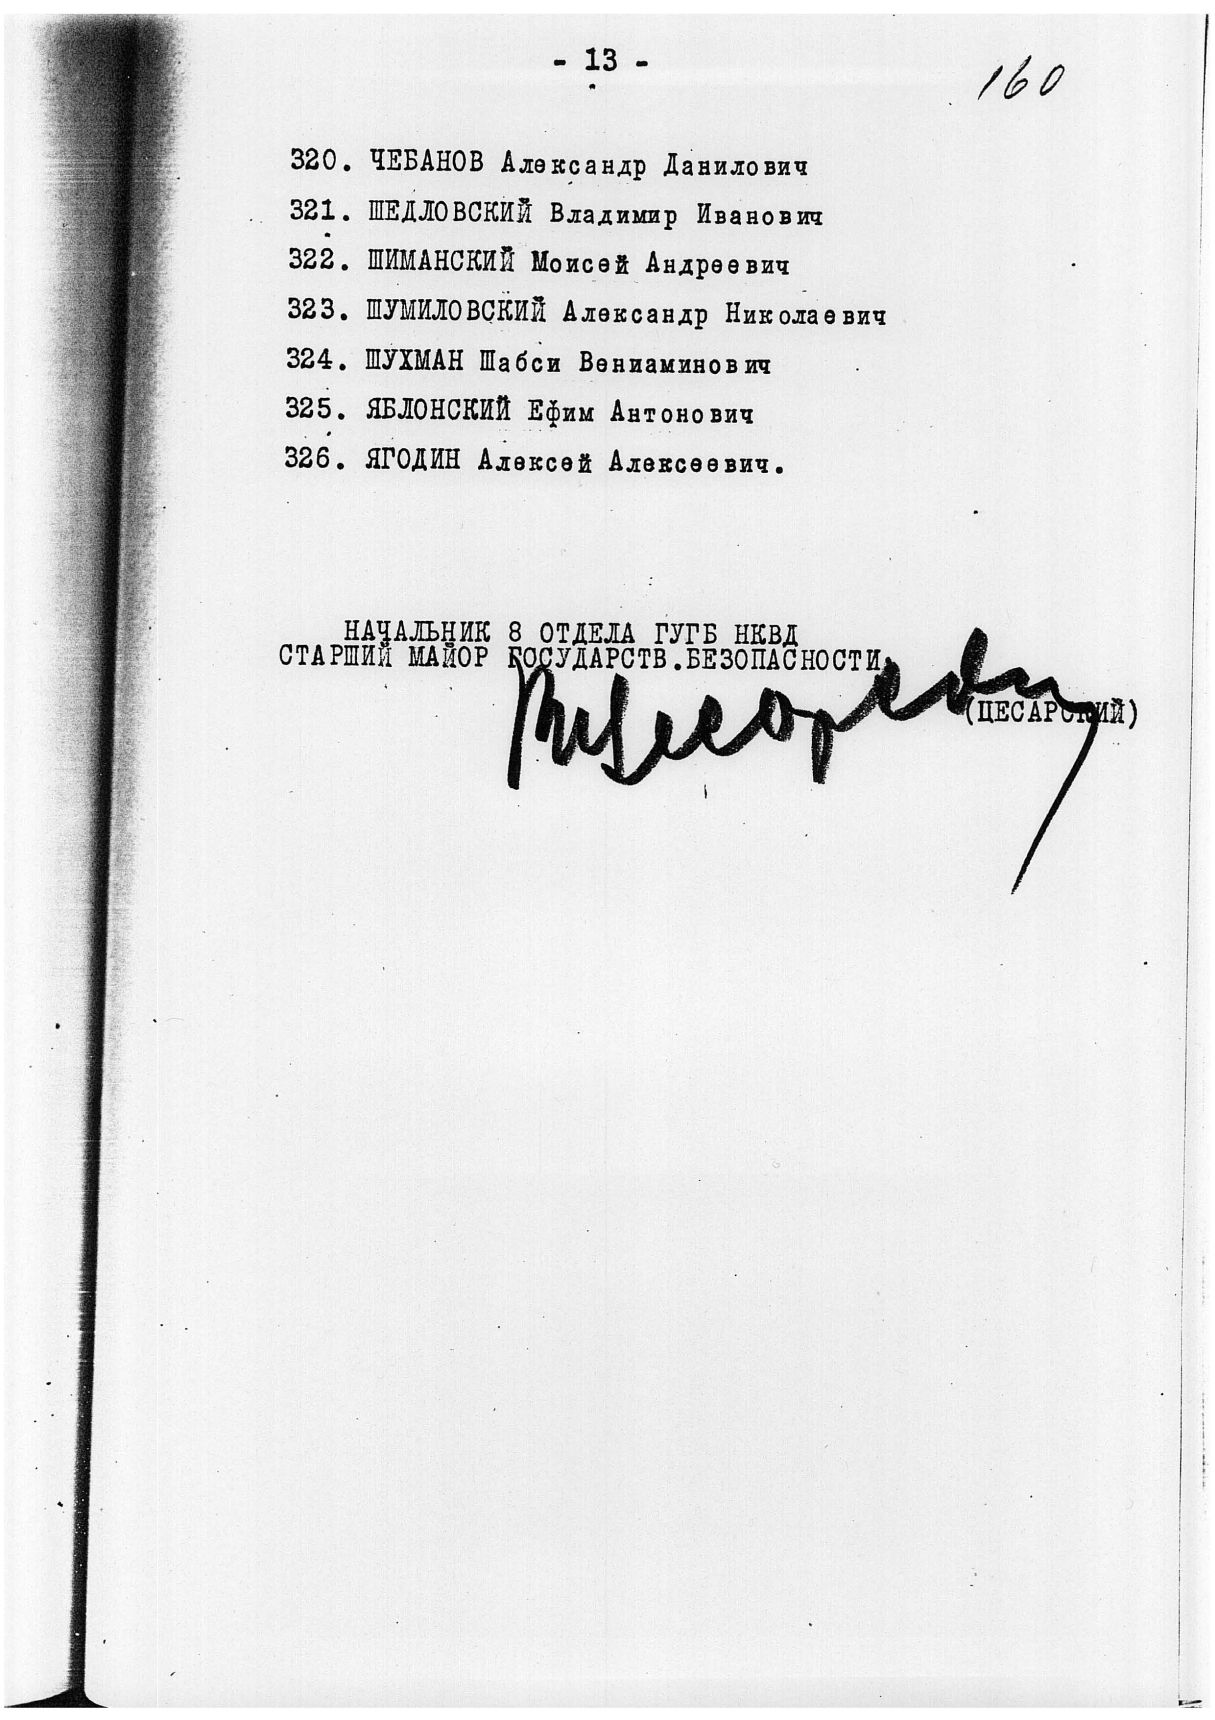 - 13 -
160
320. ЧЕБАНОВ Александр Данилович
321. ШЕДЛОВСКИЙ Владимир Иванович
322. ШИМАНСКИЙ Моисей Андреевич
323. ШУМИЛОВСКИЙ Александр Николаевич
324. ШУХМАН Шабси Вениаминович
325. ЯБЛОНСКИЙ Ефим Антонович
326. ЯГОДИН Алексей Алексеевич.
НАЧАЛЬНИК 8 ОТДЕЛА ГУГБ НКВД
СТАРШИЙ МАЙОР ГОСУДАРСТВ.БЕЗОПАСНОСТИ
(ЦЕСАРСКИЙ)